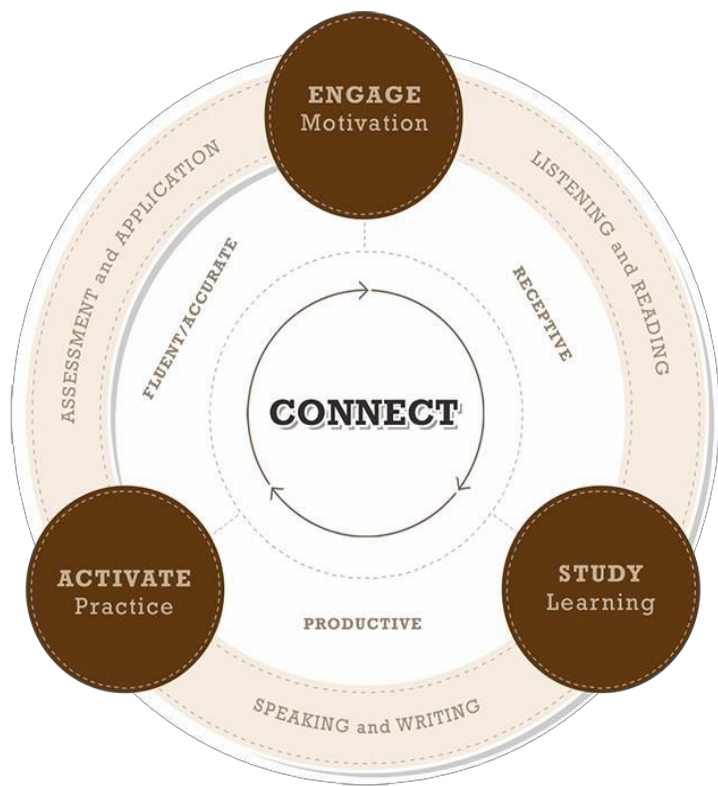 ENGAGE
Motivation
LISTENING and READING
RECEPTIVE
STUDY
Learning
SPEAKING and WRITING
PRODUCTIVE
ACTIVATE
Practice
ASSESSMENT and APPLICATION
FLUENT/ACCURATE
CONNECT